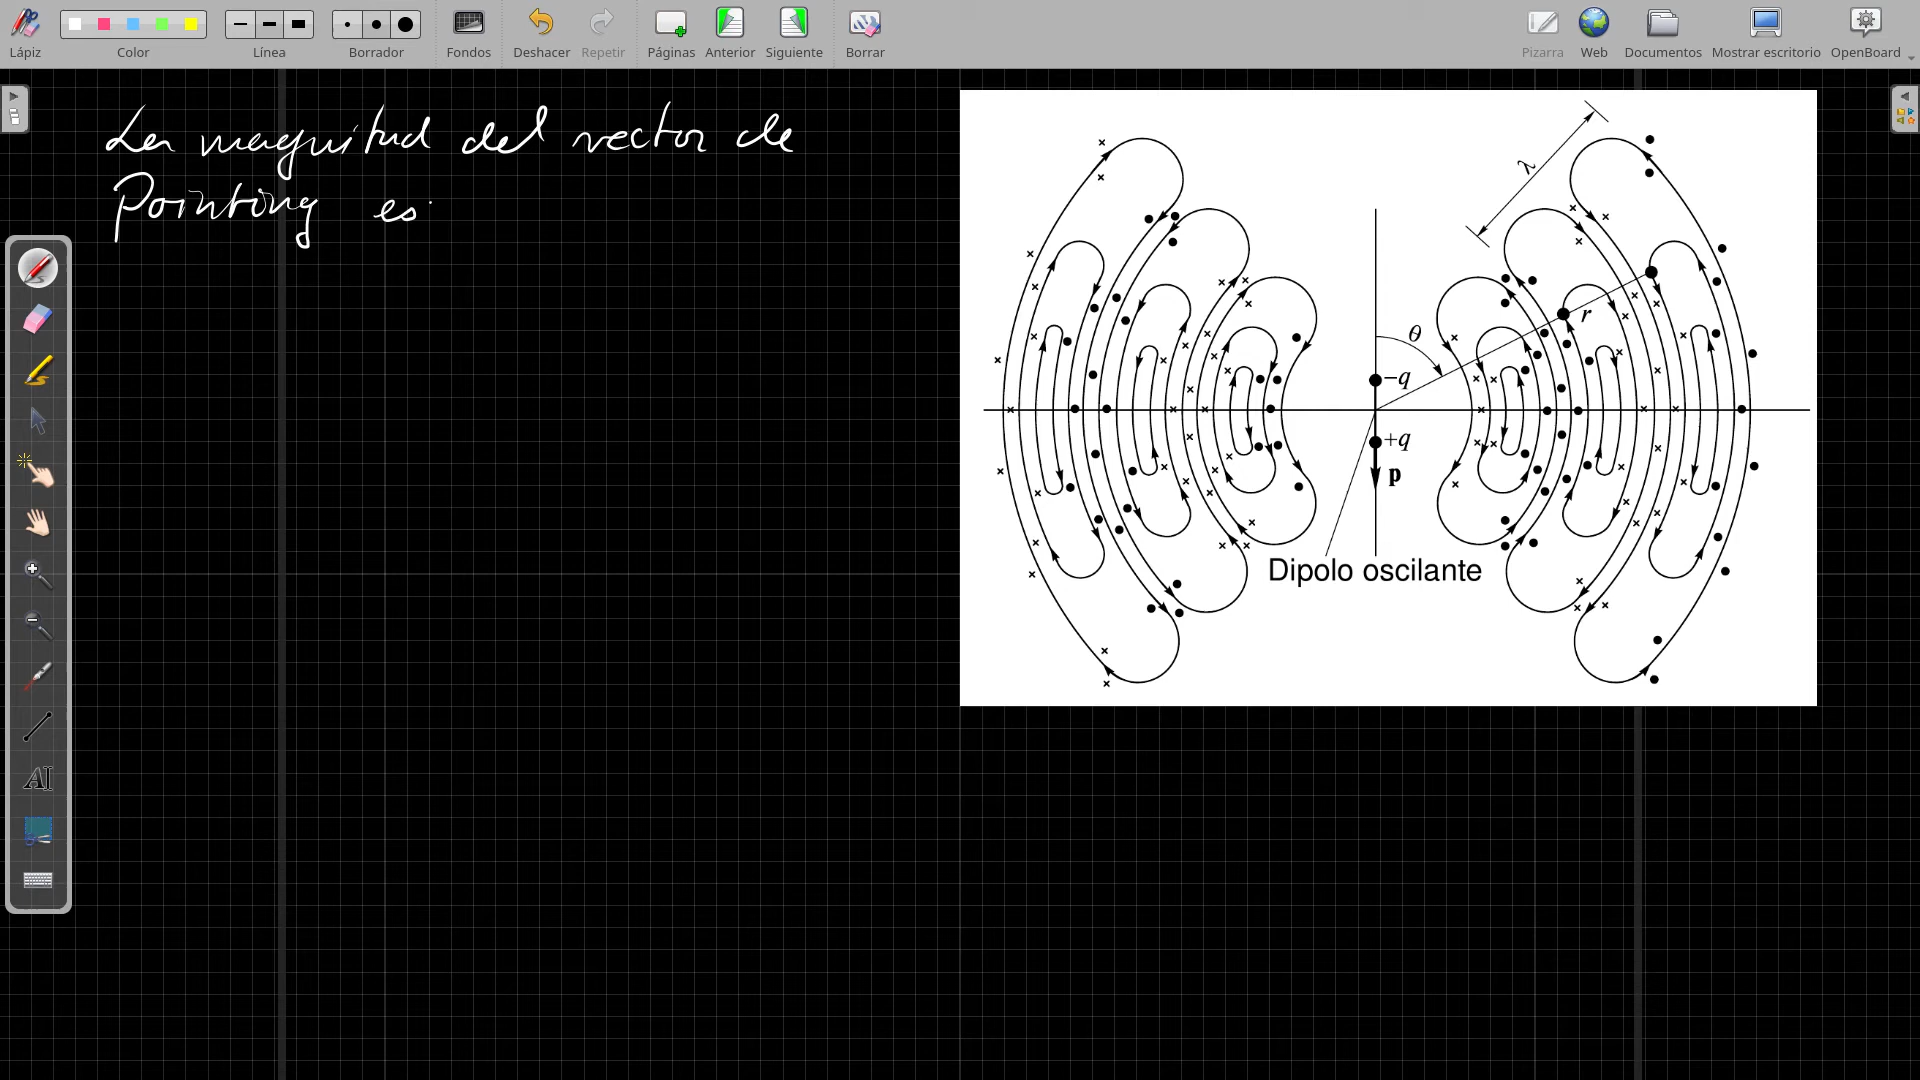 Lápiz Color Línea Borrador Fondos Deshacer Repetir Páginas Anterior Siguiente Borrar Pizarra Web Documentos Mostrar escritorio OpenBoard
La magnitud del vector de
Pointing es
λ
θ
r
−q
+q
p
Dipolo oscilante